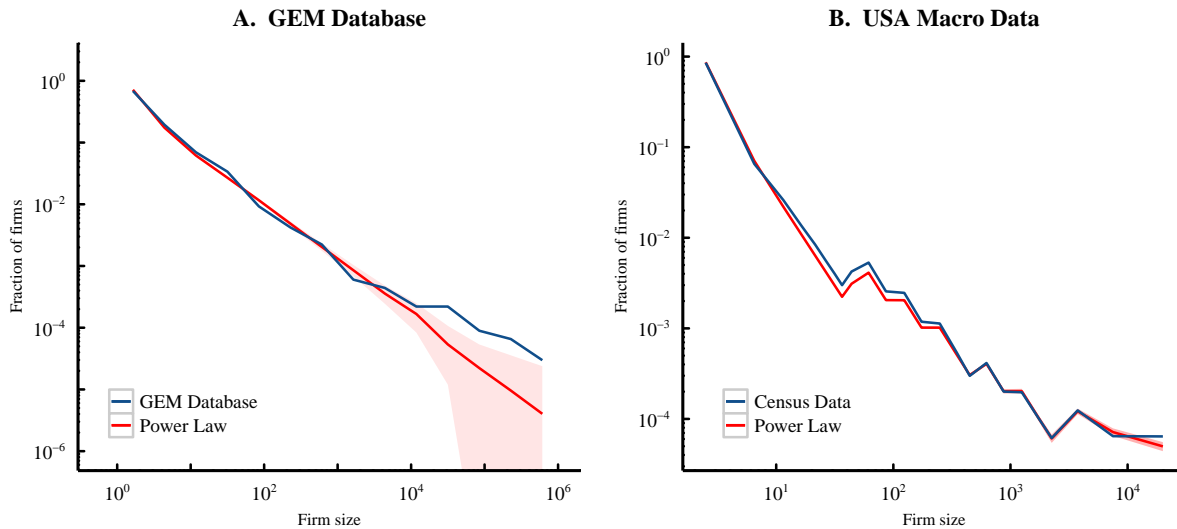 A. GEM Database
10^0
10^-2
10^-4
10^-6
Fraction of firms
GEM Database
Power Law
10^0
10^2
10^4
10^6
Firm size
B. USA Macro Data
10^0
10^-1
10^-2
10^-3
10^-4
Fraction of firms
Census Data
Power Law
10^1
10^2
10^3
10^4
Firm size